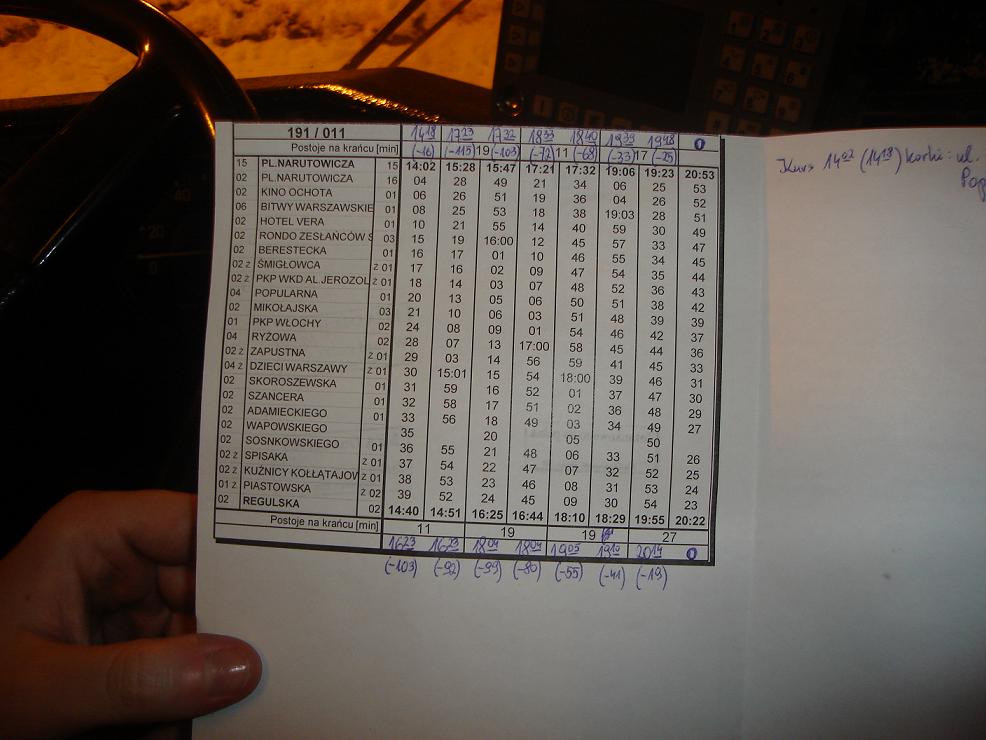 191 / 011 14 18 17 23 17 32 18 33 18 40 19 39 19 48 0
Postoje na krańcu [min] (-16) (-115) 19 (-103) (-72) 11 (-68) (-33) 17 (-25)
15 PL.NARUTOWICZA 15 14:02 15:28 15:47 17:21 17:32 19:06 19:23 20:53
02 PL.NARUTOWICZA 16 04 28 49 21 34 06 25 53
02 KINO OCHOTA 01 06 26 51 19 36 04 26 52
06 BITWY WARSZAWSKIE 01 08 25 53 18 38 19:03 28 51
02 HOTEL VERA 01 10 21 55 14 40 59 30 49
02 RONDO ZESŁAŃCÓW S 03 15 19 16:00 12 45 57 33 47
02 BERESTECKA 01 16 17 01 10 46 55 34 45
02 z ŚMIGŁOWCA z 01 17 16 02 09 47 54 35 44
02 z PKP WKD AL.JEROZOL z 01 18 14 03 07 48 52 36 43
04 POPULARNA 01 20 13 05 06 50 51 38 42
02 MIKOŁAJSKA 03 21 10 06 03 51 48 39 39
01 PKP WŁOCHY 02 24 08 09 01 54 46 42 37
04 RYŻOWA 02 28 07 13 17:00 58 45 44 36
02 z ZAPUSTNA z 01 29 03 14 56 59 41 45 33
04 z DZIECI WARSZAWY z 01 30 15:01 15 54 18:00 39 46 31
02 SKOROSZEWSKA 01 31 59 16 52 01 37 47 30
02 SZANCERA 01 32 58 17 51 02 36 48 29
02 ADAMIECKIEGO 01 33 56 18 49 03 34 49 27
02 WAPOWSKIEGO 35 20 05 50
02 SOSNKOWSKIEGO 01 36 55 21 48 06 33 51 26
02 z SPISAKA z 01 37 54 22 47 07 32 52 25
02 z KUŹNICY KOŁŁĄTAJOW z 01 38 53 23 46 08 31 53 24
01 z PIASTOWSKA z 02 39 52 24 45 09 30 54 23
02 REGULSKA 02 14:40 14:51 16:25 16:44 18:10 18:29 19:55 20:22
Postoje na krańcu [min] 11 19 19 27
16 23 16 23 18 04 18 04 19 05 19 10 20 14 0
(-103) (-92) (-99) (-80) (-55) (-41) (-19)
Kurs 14 02 (14 18) korki: ul.